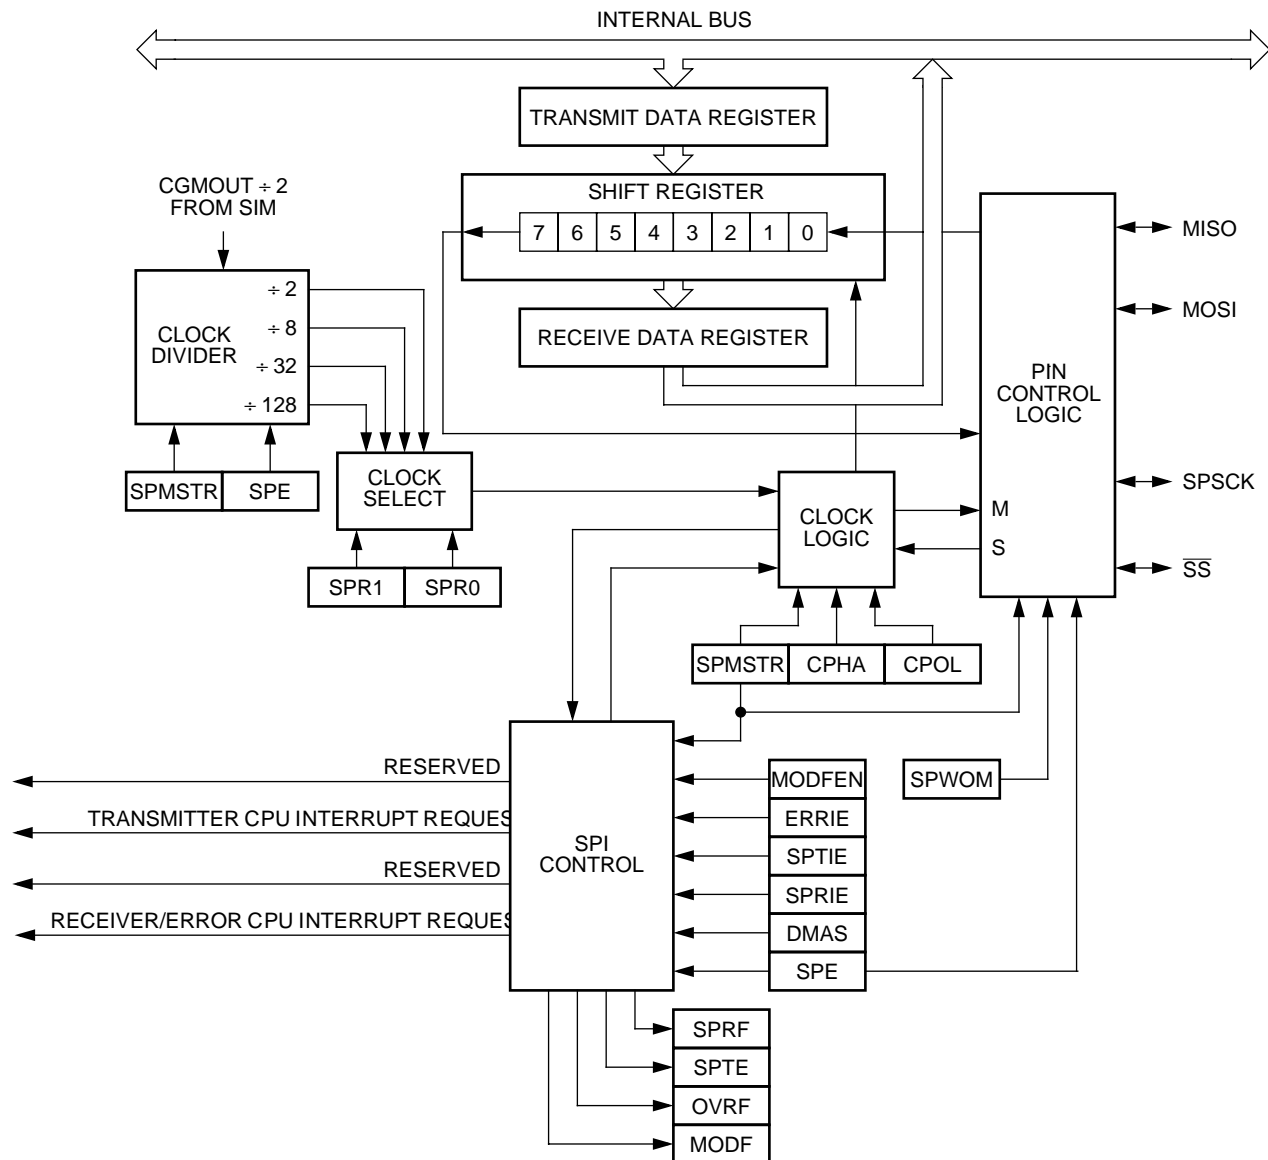 INTERNAL BUS
TRANSMIT DATA REGISTER
CGMOUT ÷ 2
FROM SIM
SHIFT REGISTER
7 6 5 4 3 2 1 0
MISO
MOSI
CLOCK
DIVIDER
÷ 2
÷ 8
÷ 32
÷ 128
RECEIVE DATA REGISTER
PIN
CONTROL
LOGIC
SPMSTR SPE
CLOCK
SELECT
SPR1 SPR0
CLOCK
LOGIC
M
S
SPSCK
SS
SPMSTR CPHA CPOL
RESERVED
TRANSMITTER CPU INTERRUPT REQUES
RESERVED
RECEIVER/ERROR CPU INTERRUPT REQUES
SPI
CONTROL
MODFEN
ERRIE
SPTIE
SPRIE
DMAS
SPE
SPWOM
SPRF
SPTE
OVRF
MODF